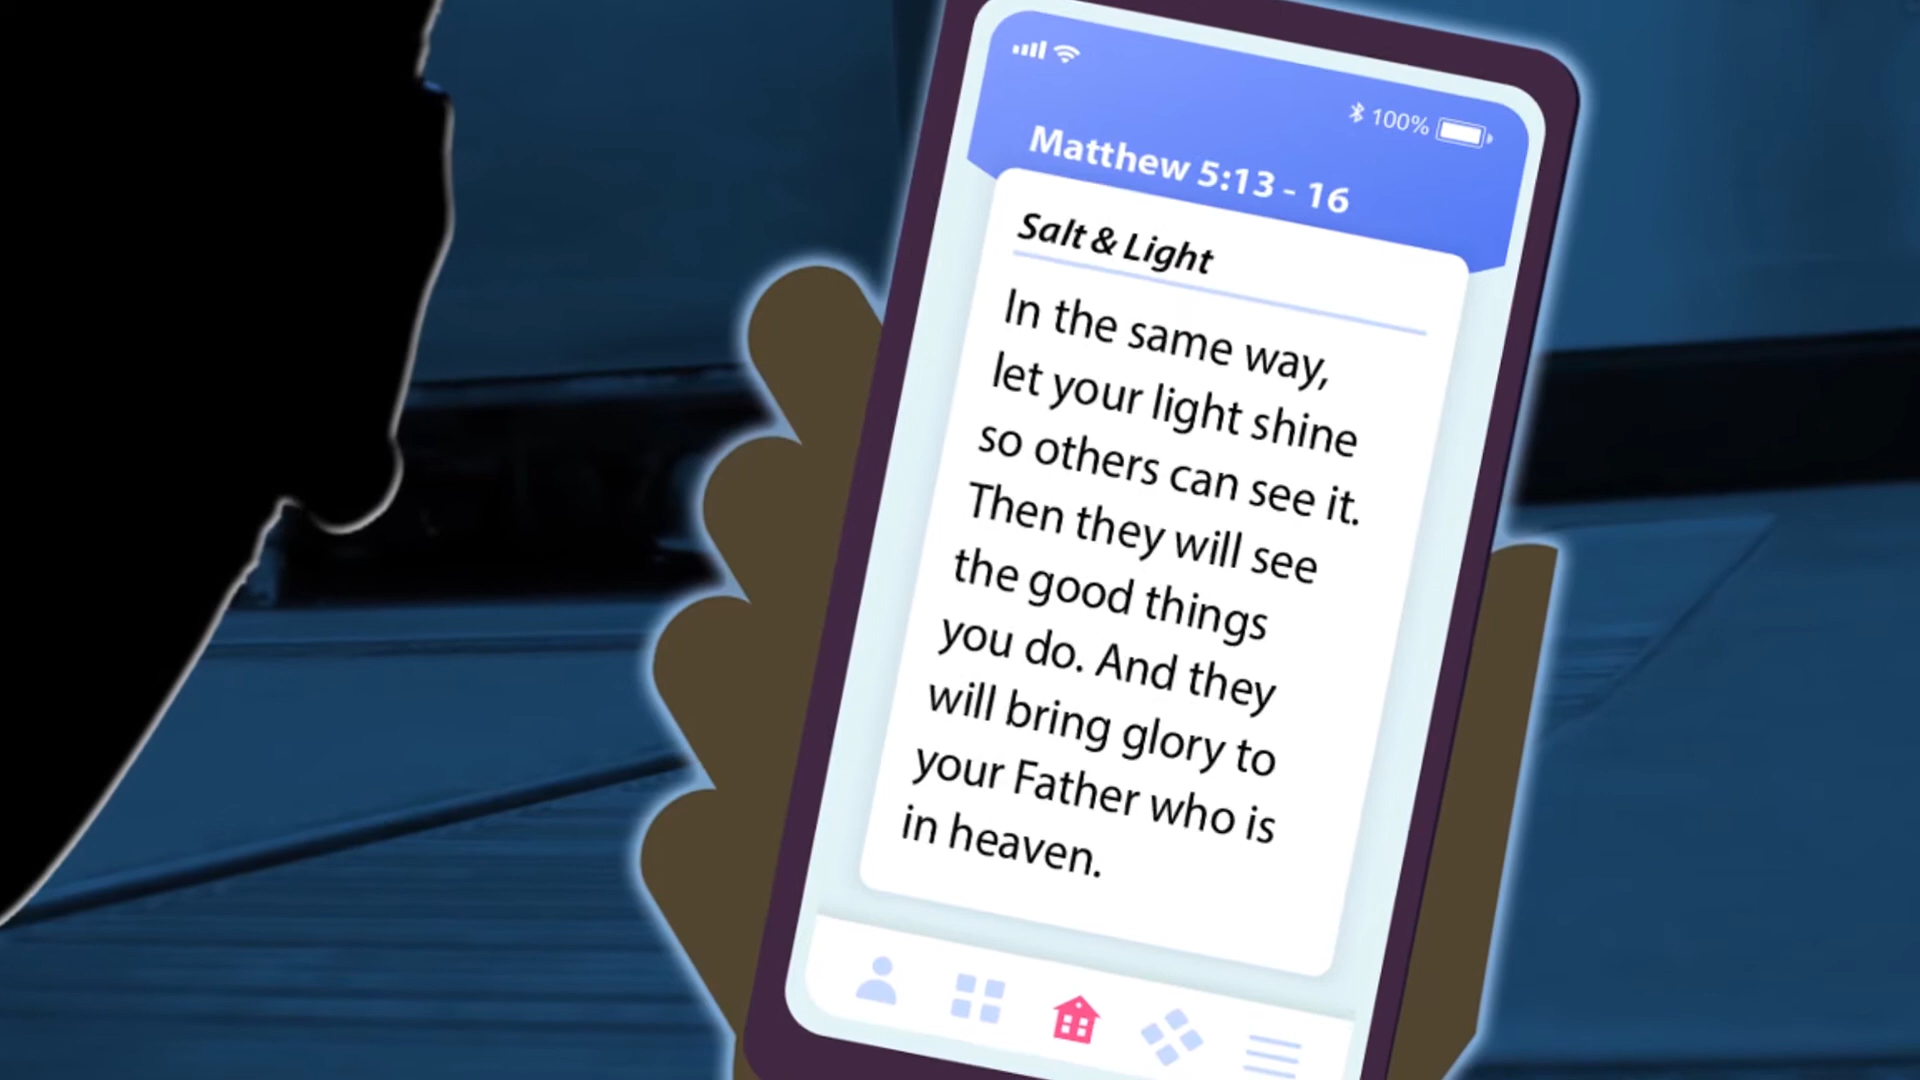 100%
Matthew 5:13 - 16
Salt & Light
In the same way,
let your light shine
so others can see it.
Then they will see
the good things
you do. And they
will bring glory to
your Father who is
in heaven.